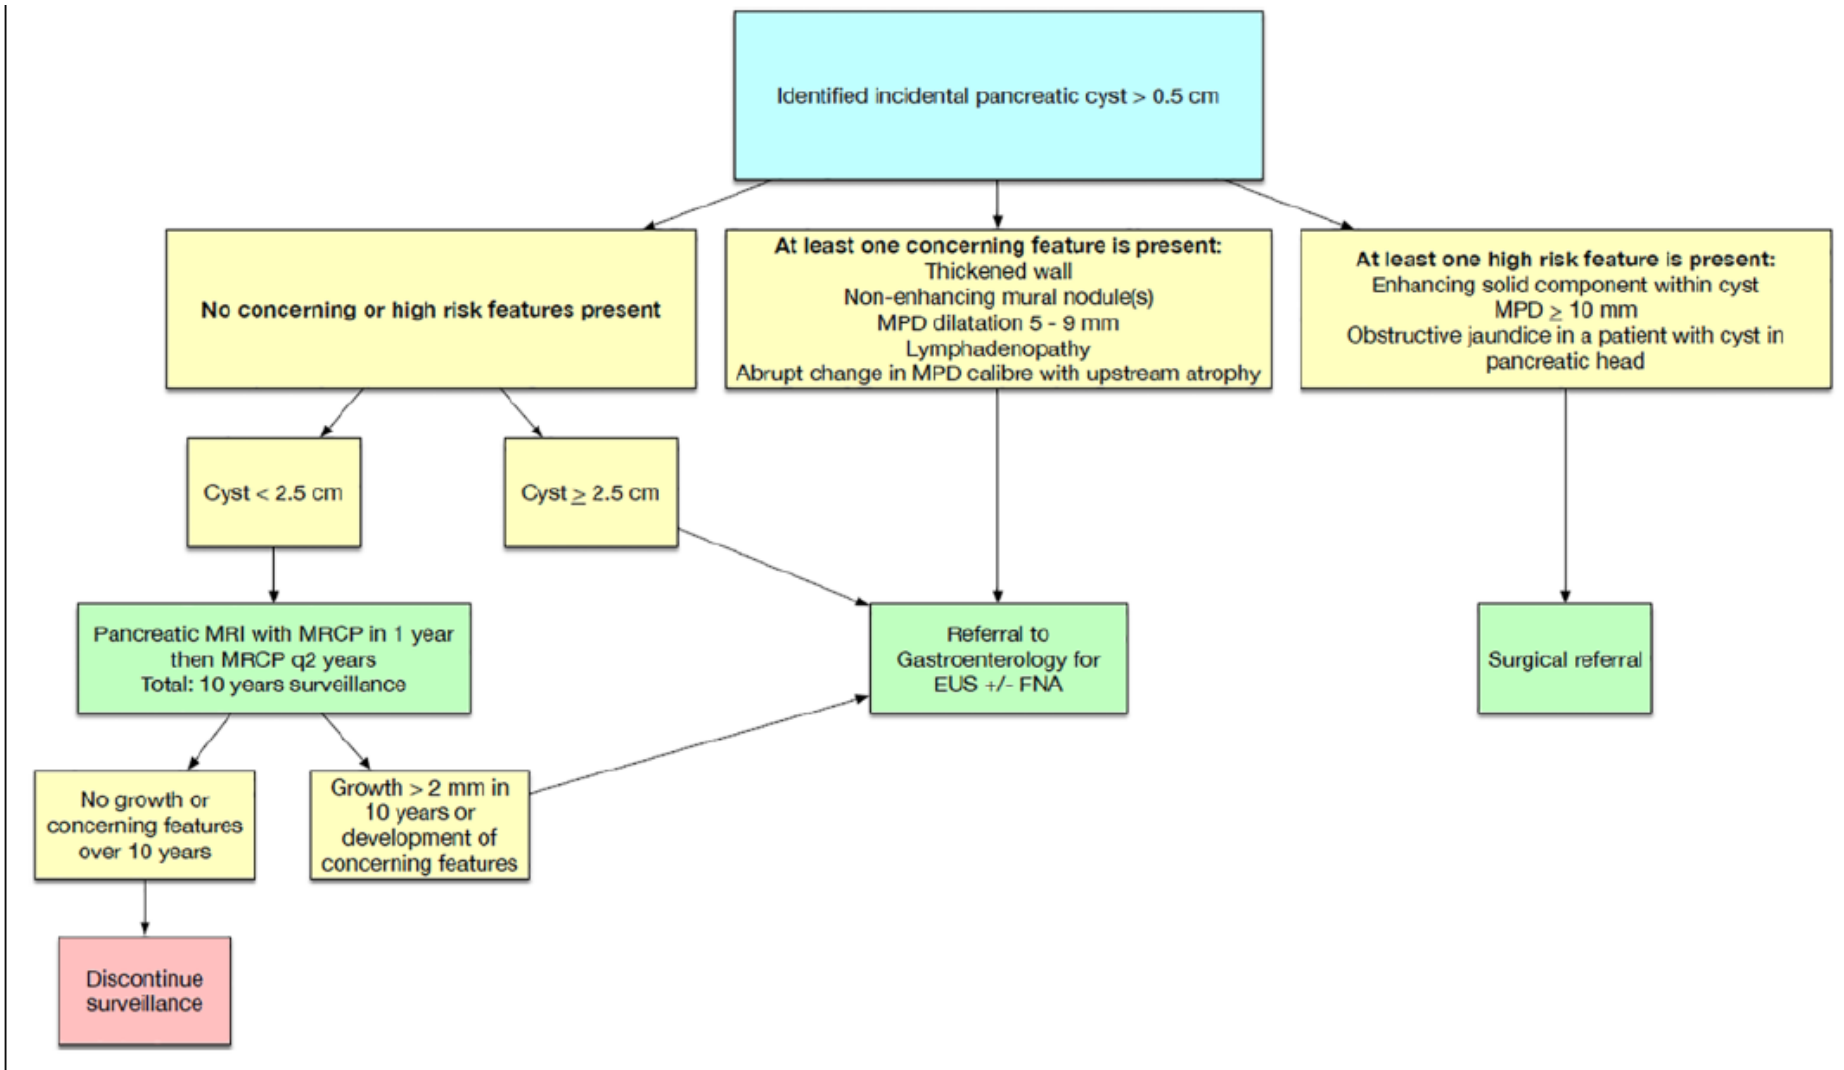 Identified incidental pancreatic cyst > 0.5 cm
No concerning or high risk features present
At least one concerning feature is present:
Thickened wall
Non-enhancing mural nodule(s)
MPD dilatation 5 - 9 mm
Lymphadenopathy
Abrupt change in MPD calibre with upstream atrophy
At least one high risk feature is present:
Enhancing solid component within cyst
MPD ≥ 10 mm
Obstructive jaundice in a patient with cyst in
pancreatic head
Cyst < 2.5 cm
Cyst ≥ 2.5 cm
Pancreatic MRI with MRCP in 1 year
then MRCP q2 years
Total: 10 years surveillance
Referral to
Gastroenterology for
EUS +/- FNA
Surgical referral
No growth or
concerning features
over 10 years
Growth > 2 mm in
10 years or
development of
concerning features
Discontinue
surveillance